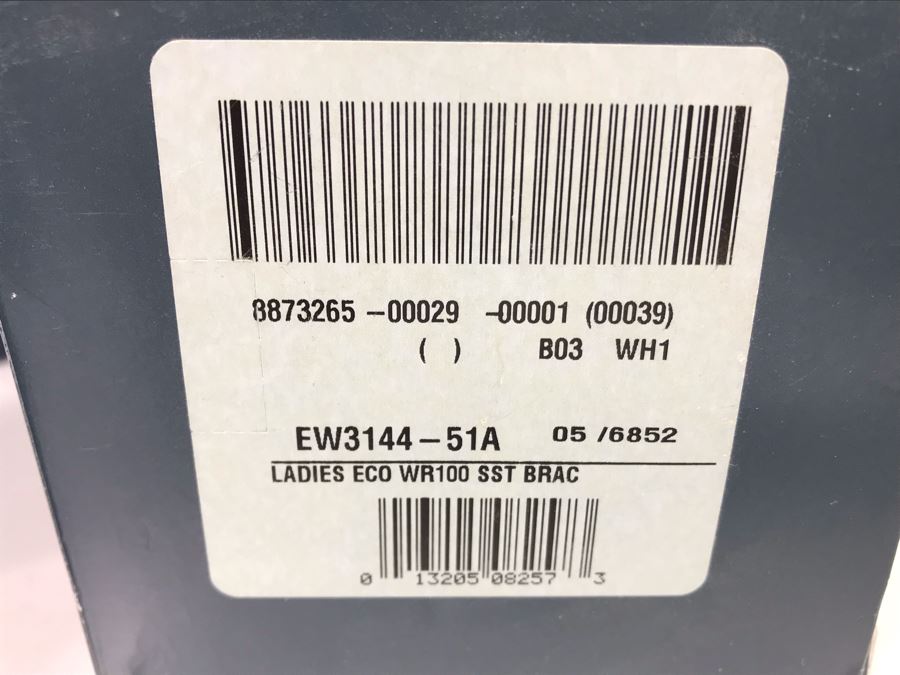 8873265 -00029 -00001 (00039)
( ) B03 WH1
EW3144-51A 05 /6852
LADIES ECO WR100 SST BRAC
0 13205 08257 3